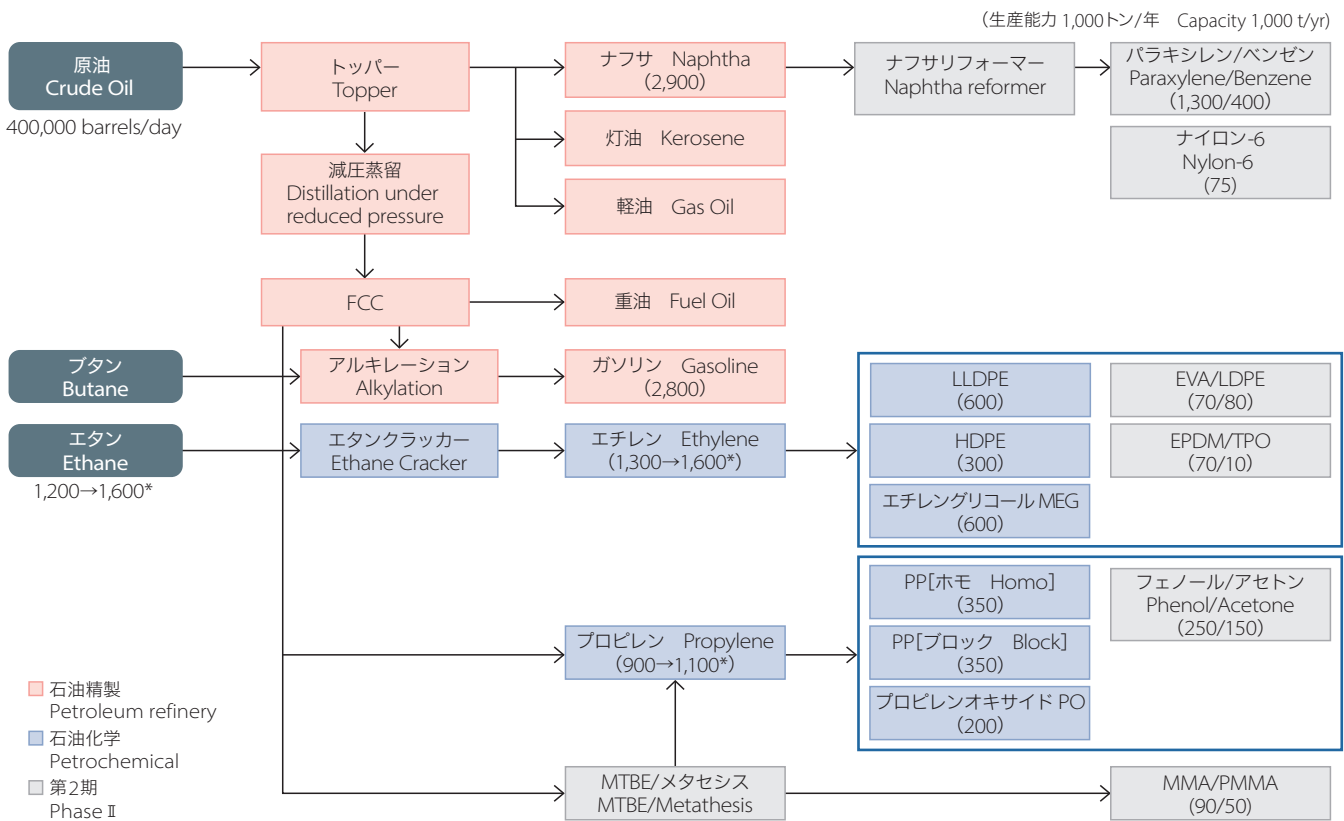 (生産能力 1,000トン/年　Capacity 1,000 t/yr)
原油
Crude Oil
400,000 barrels/day
トッパー
Topper
ナフサ　Naphtha
(2,900)
ナフサリフォーマー
Naphtha reformer
パラキシレン/ベンゼン
Paraxylene/Benzene
(1,300/400)
灯油　Kerosene
ナイロン-6
Nylon-6
(75)
減圧蒸留
Distillation under
reduced pressure
軽油　Gas Oil
FCC
重油　Fuel Oil
ブタン
Butane
アルキレーション
Alkylation
ガソリン　Gasoline
(2,800)
エタン
Ethane
1,200→1,600*
エタンクラッカー
Ethane Cracker
エチレン　Ethylene
(1,300→1,600*)
LLDPE
(600)
EVA/LDPE
(70/80)
HDPE
(300)
EPDM/TPO
(70/10)
エチレングリコール MEG
(600)
プロピレン　Propylene
(900→1,100*)
PP[ホモ　Homo]
(350)
フェノール/アセトン
Phenol/Acetone
(250/150)
PP[ブロック　Block]
(350)
プロピレンオキサイド PO
(200)
MTBE/メタセシス
MTBE/Metathesis
MMA/PMMA
(90/50)
石油精製
Petroleum refinery
石油化学
Petrochemical
第2期
Phase Ⅱ